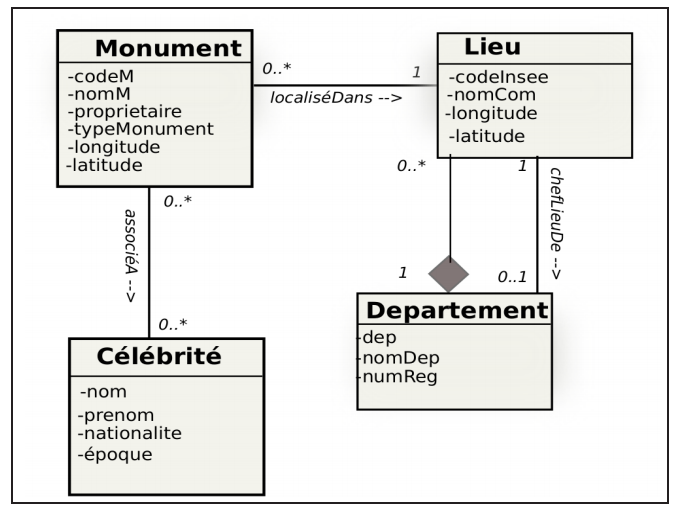 Monument
-codeM
-nomM
-proprietaire
-typeMonument
-longitude
-latitude
0..*
1
localiséDans -->
Lieu
-codeInsee
-nomCom
-longitude
-latitude
0..*
1
chefLieuDe -->
1
0..1
0..*
associéA -->
0..*
Departement
-dep
-nomDep
-numReg
Célébrité
-nom
-prenom
-nationalite
-époque